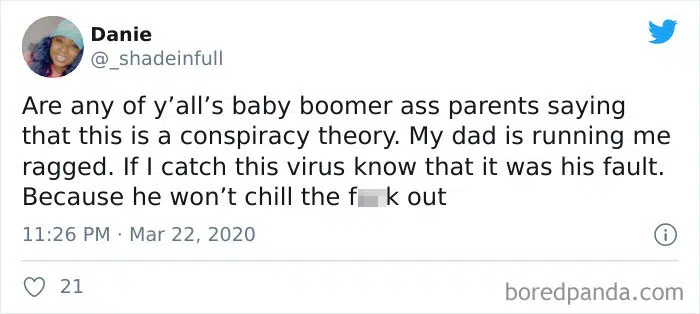 Danie
@_shadeinfull
Are any of y’all’s baby boomer ass parents saying
that this is a conspiracy theory. My dad is running me
ragged. If I catch this virus know that it was his fault.
Because he won’t chill the f k out
11:26 PM · Mar 22, 2020
21
boredpanda.com